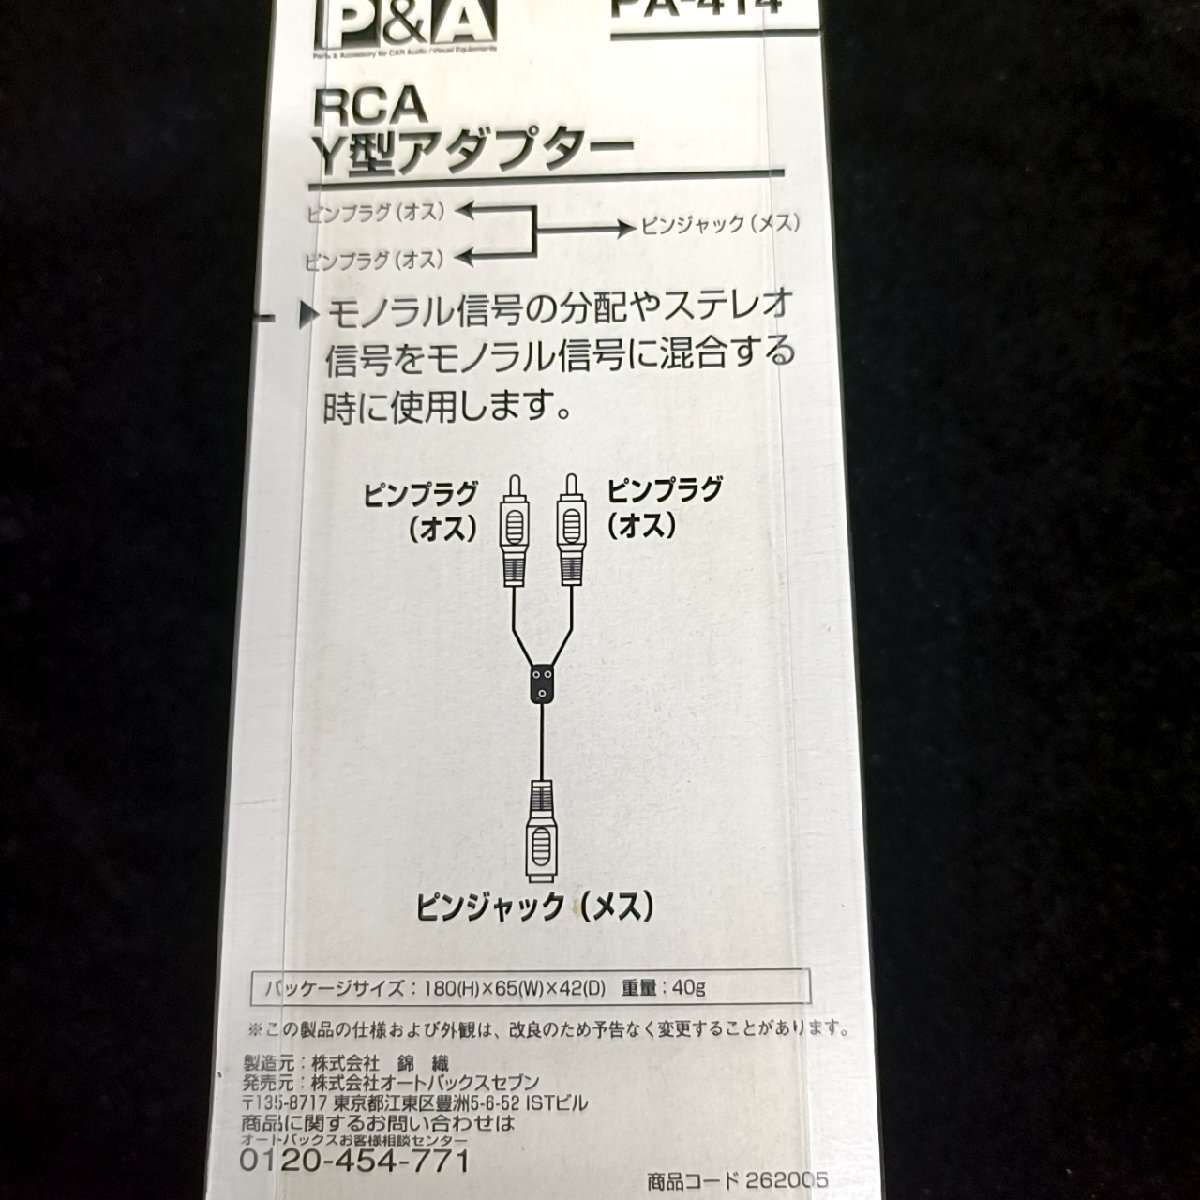 P&A
PA-414
Parts & Accessory for CAR Audio / Visual Equipments
RCA
Y型アダプター
ピンプラグ(オス)
ピンジャック(メス)
ピンプラグ(オス)
▶モノラル信号の分配やステレオ
信号をモノラル信号に混合する
時に使用します。
ピンプラグ
(オス)
ピンプラグ
(オス)
ピンジャック(メス)
パッケージサイズ:180(H)×65(W)×42(D) 重量:40g
※この製品の仕様および外観は、改良のため予告なく変更することがあります。
製造元:株式会社 錦 織
発売元:株式会社オートバックスセブン
〒135-8717 東京都江東区豊洲5-6-52 ISTビル
商品に関するお問い合わせは
オートバックスお客様相談センター
0120-454-771
商品コード 262005